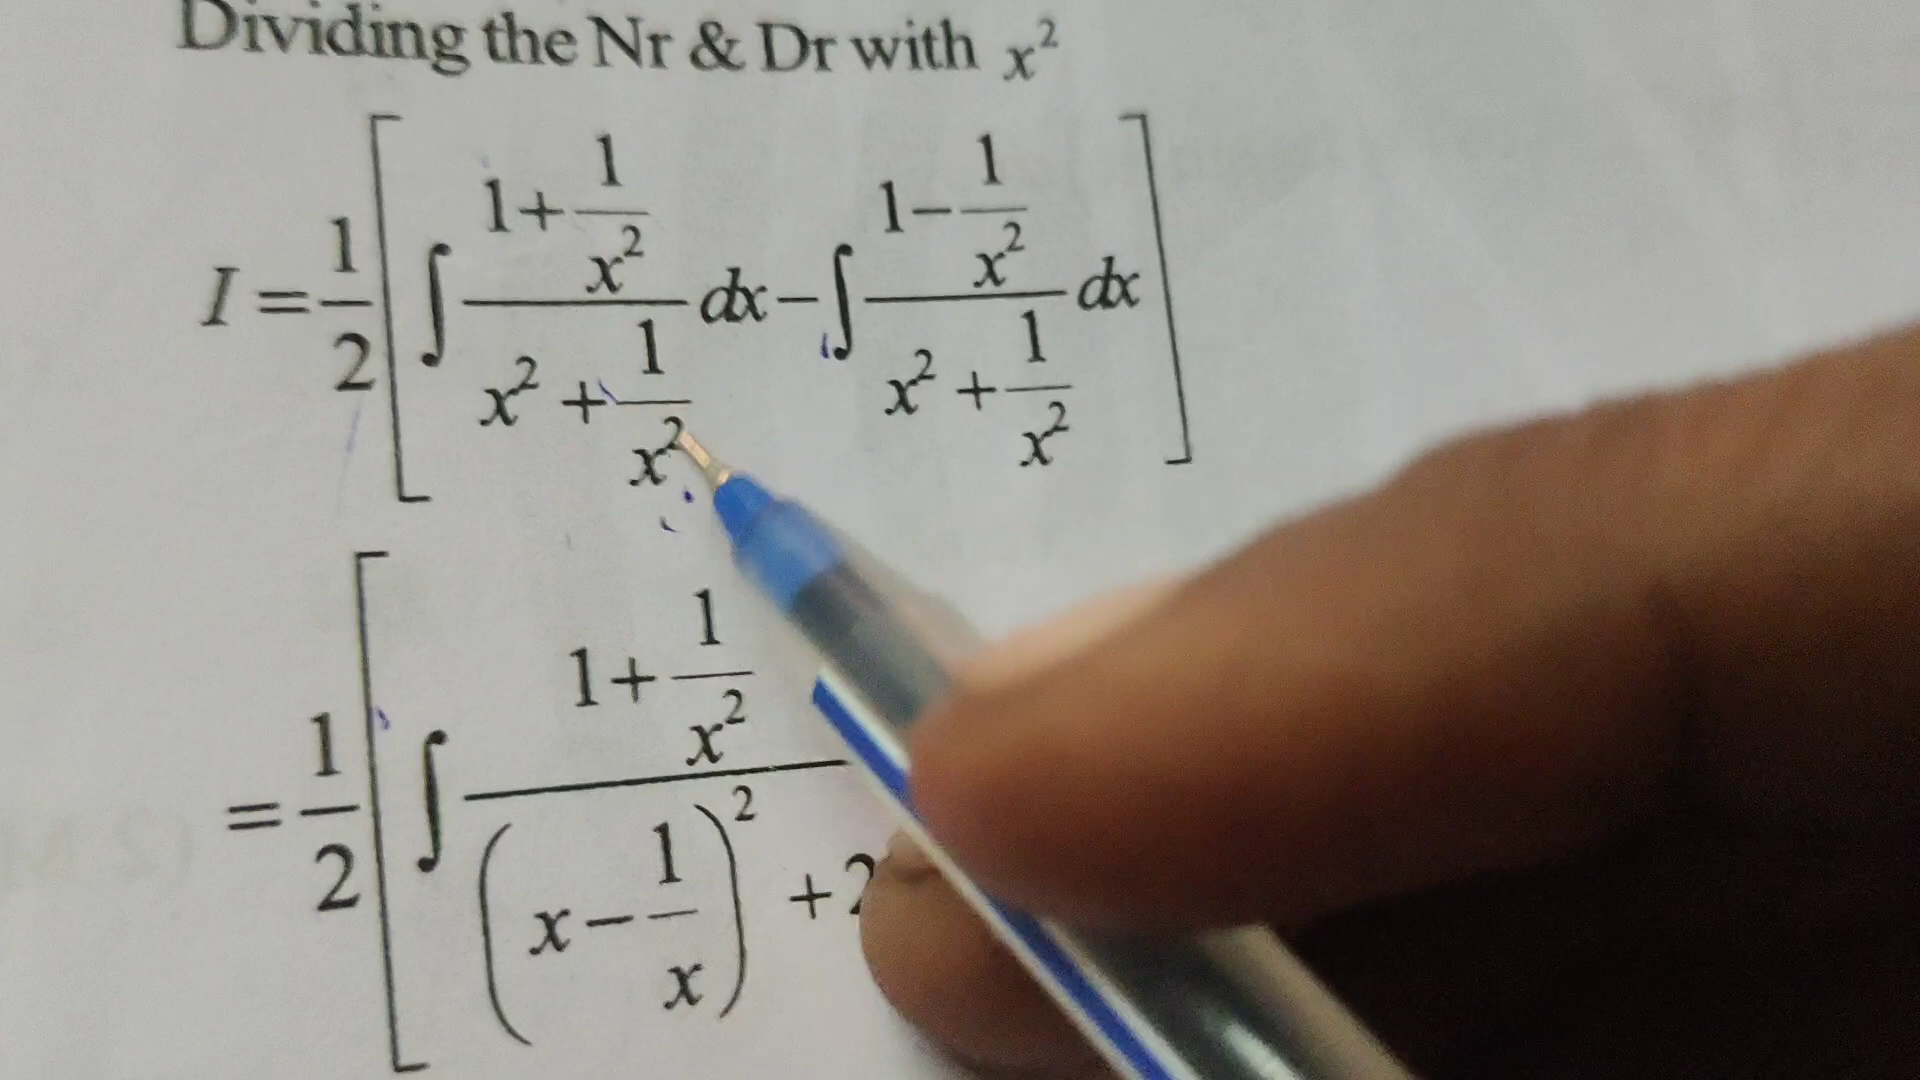 Dividing the Nr & Dr with x²
I = 1/2 [ ∫ (1 + 1/x²)/(x² + 1/x²) dx − ∫ (1 − 1/x²)/(x² + 1/x²) dx ]
= 1/2 [ ∫ (1 + 1/x²)/((x − 1/x)² + 2